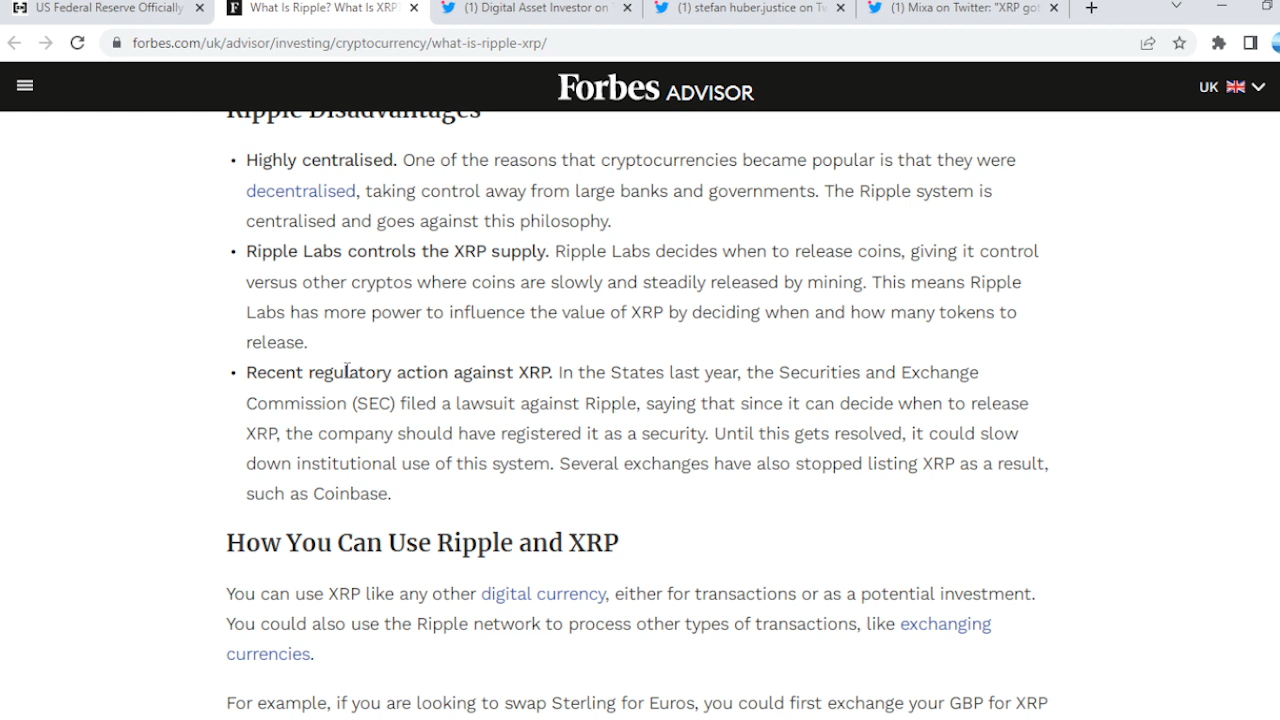 US Federal Reserve Officially
What Is Ripple? What Is XRP
(1) Digital Asset Investor on
(1) stefan huber.justice on Tw
(1) Mixa on Twitter: "XRP got
forbes.com/uk/advisor/investing/cryptocurrency/what-is-ripple-xrp/
Forbes ADVISOR
UK
Ripple Disadvantages
• Highly centralised. One of the reasons that cryptocurrencies became popular is that they were
decentralised, taking control away from large banks and governments. The Ripple system is
centralised and goes against this philosophy.
• Ripple Labs controls the XRP supply. Ripple Labs decides when to release coins, giving it control
versus other cryptos where coins are slowly and steadily released by mining. This means Ripple
Labs has more power to influence the value of XRP by deciding when and how many tokens to
release.
• Recent regulatory action against XRP. In the States last year, the Securities and Exchange
Commission (SEC) filed a lawsuit against Ripple, saying that since it can decide when to release
XRP, the company should have registered it as a security. Until this gets resolved, it could slow
down institutional use of this system. Several exchanges have also stopped listing XRP as a result,
such as Coinbase.
How You Can Use Ripple and XRP
You can use XRP like any other digital currency, either for transactions or as a potential investment.
You could also use the Ripple network to process other types of transactions, like exchanging
currencies.
For example, if you are looking to swap Sterling for Euros, you could first exchange your GBP for XRP